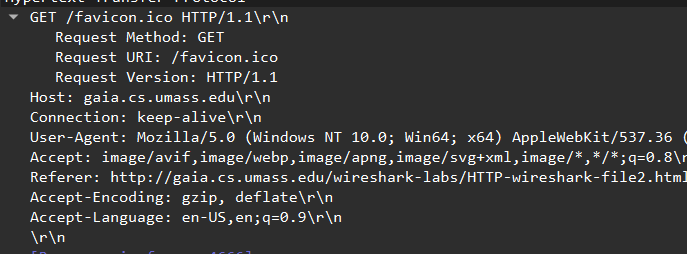 GET /favicon.ico HTTP/1.1\r\n
Request Method: GET
Request URI: /favicon.ico
Request Version: HTTP/1.1
Host: gaia.cs.umass.edu\r\n
Connection: keep-alive\r\n
User-Agent: Mozilla/5.0 (Windows NT 10.0; Win64; x64) AppleWebKit/537.36 (
Accept: image/avif,image/webp,image/apng,image/svg+xml,image/*,*/*;q=0.8\r
Referer: http://gaia.cs.umass.edu/wireshark-labs/HTTP-wireshark-file2.html
Accept-Encoding: gzip, deflate\r\n
Accept-Language: en-US,en;q=0.9\r\n
\r\n